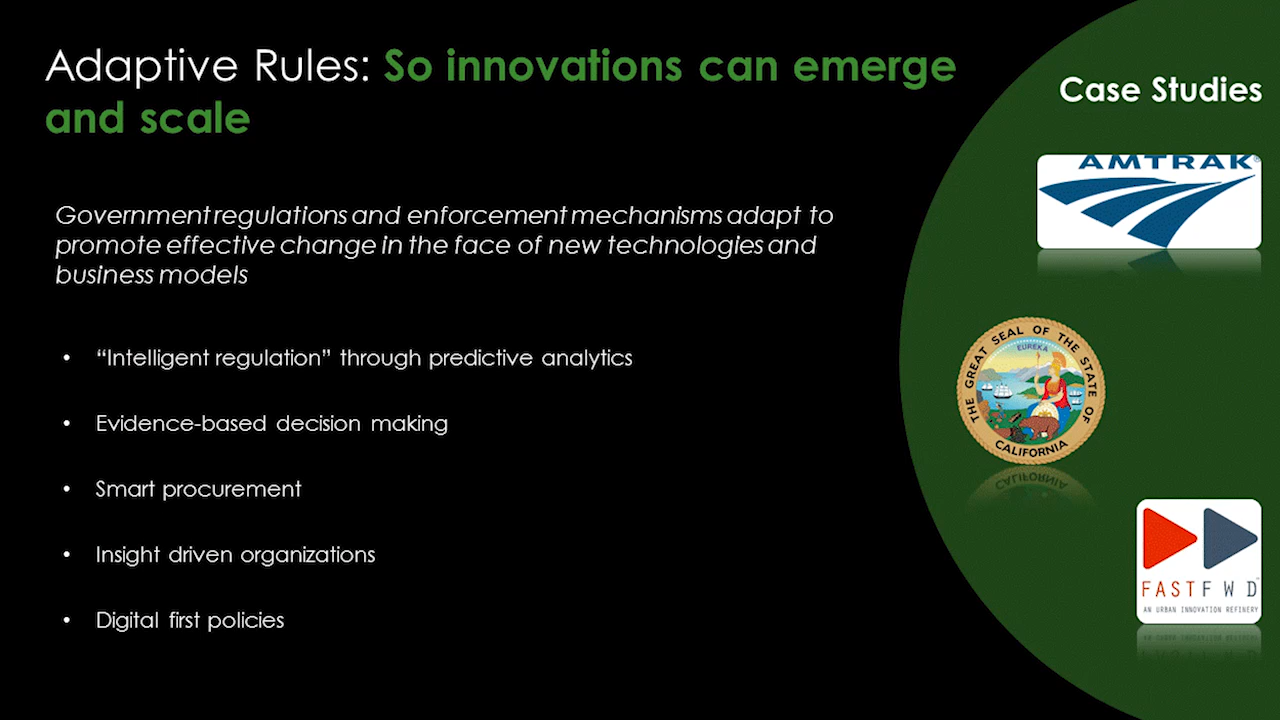 Adaptive Rules: So innovations can emerge
and scale
Case Studies
AMTRAK®
Government regulations and enforcement mechanisms adapt to
promote effective change in the face of new technologies and
business models
• “Intelligent regulation” through predictive analytics
• Evidence-based decision making
• Smart procurement
• Insight driven organizations
• Digital first policies
THE GREAT SEAL OF THE STATE OF
EUREKA
CALIFORNIA
FASTFWD
AN URBAN INNOVATION REFINERY